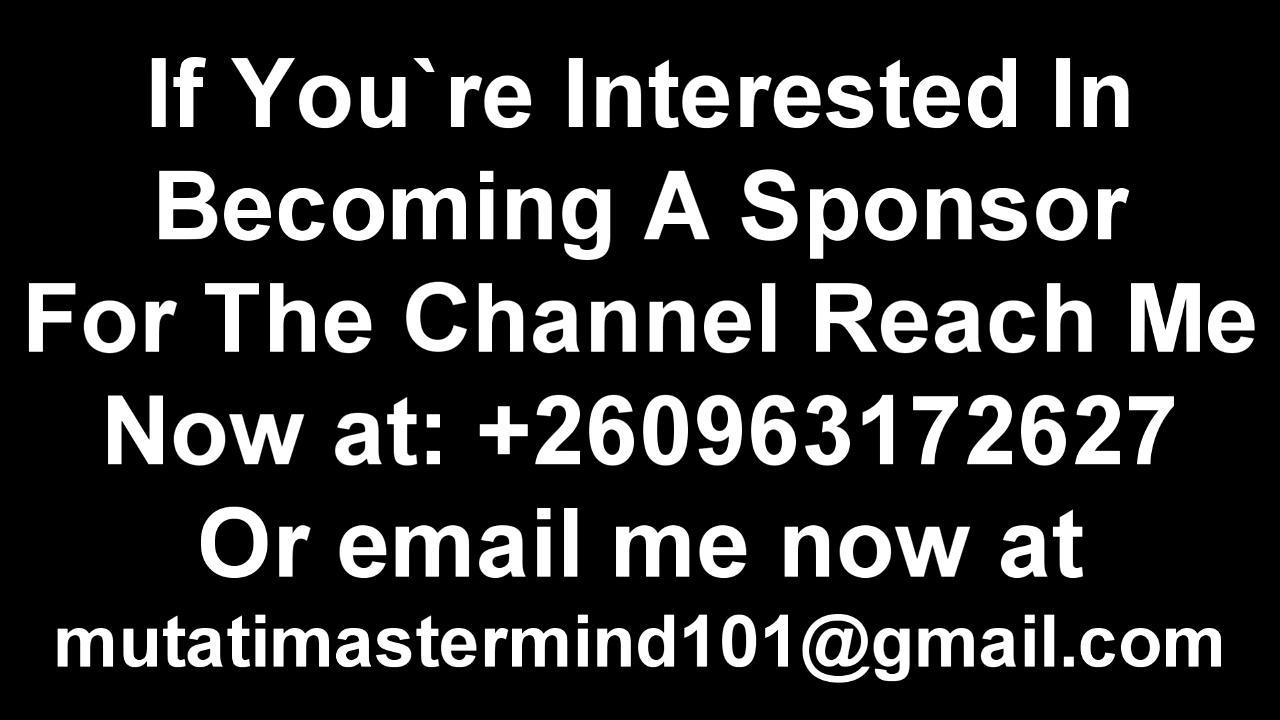 If You`re Interested In
Becoming A Sponsor
For The Channel Reach Me
Now at: +260963172627
Or email me now at
mutatimastermind101@gmail.com